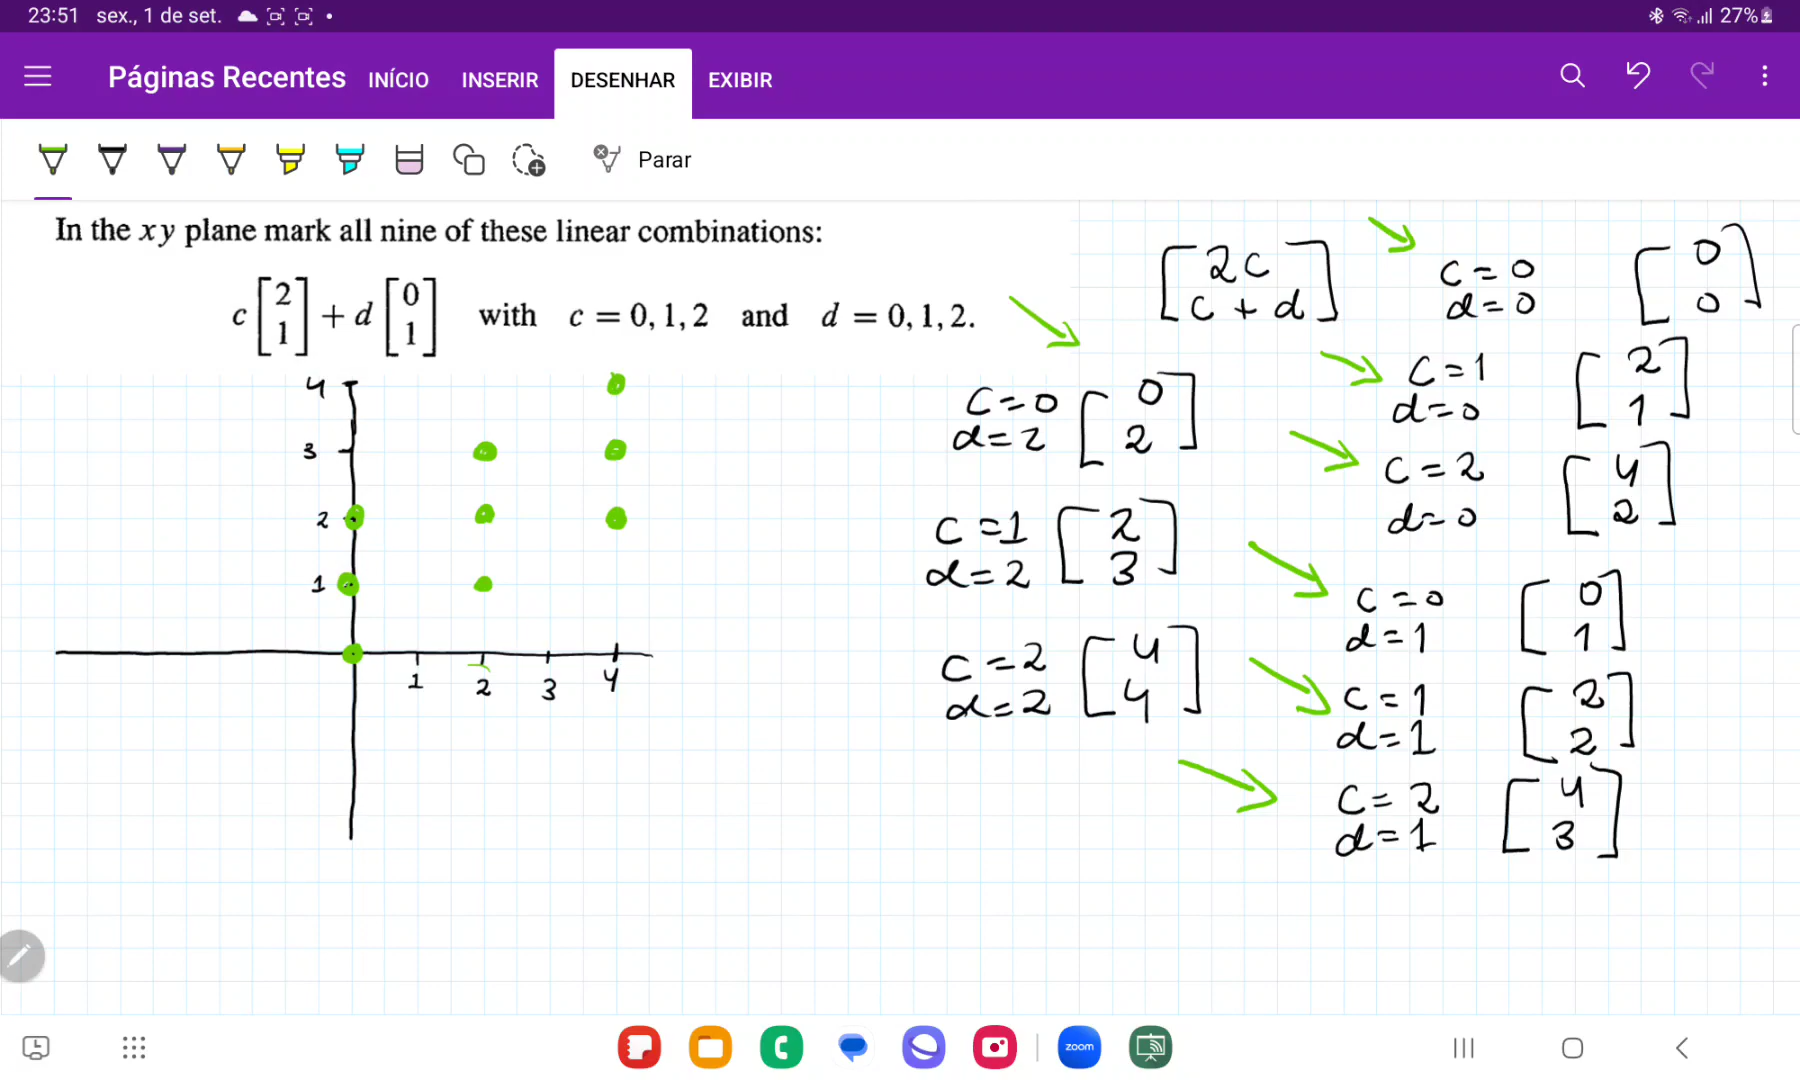 23:51 sex., 1 de set.
27%
Páginas Recentes INÍCIO INSERIR DESENHAR EXIBIR
Parar
In the xy plane mark all nine of these linear combinations:
c [2 1] + d [0 1] with c = 0, 1, 2 and d = 0, 1, 2.
4
3
2
1
1 2 3 4
c=0
d=2
[0
2]
c=1
d=2
[2
3]
c=2
d=2
[4
4]
[2c
c+d]
c=0
d=0
[0
0]
c=1
d=0
[2
1]
c=2
d=0
[4
2]
c=0
d=1
[0
1]
c=1
d=1
[2
2]
c=2
d=1
[4
3]
zoom